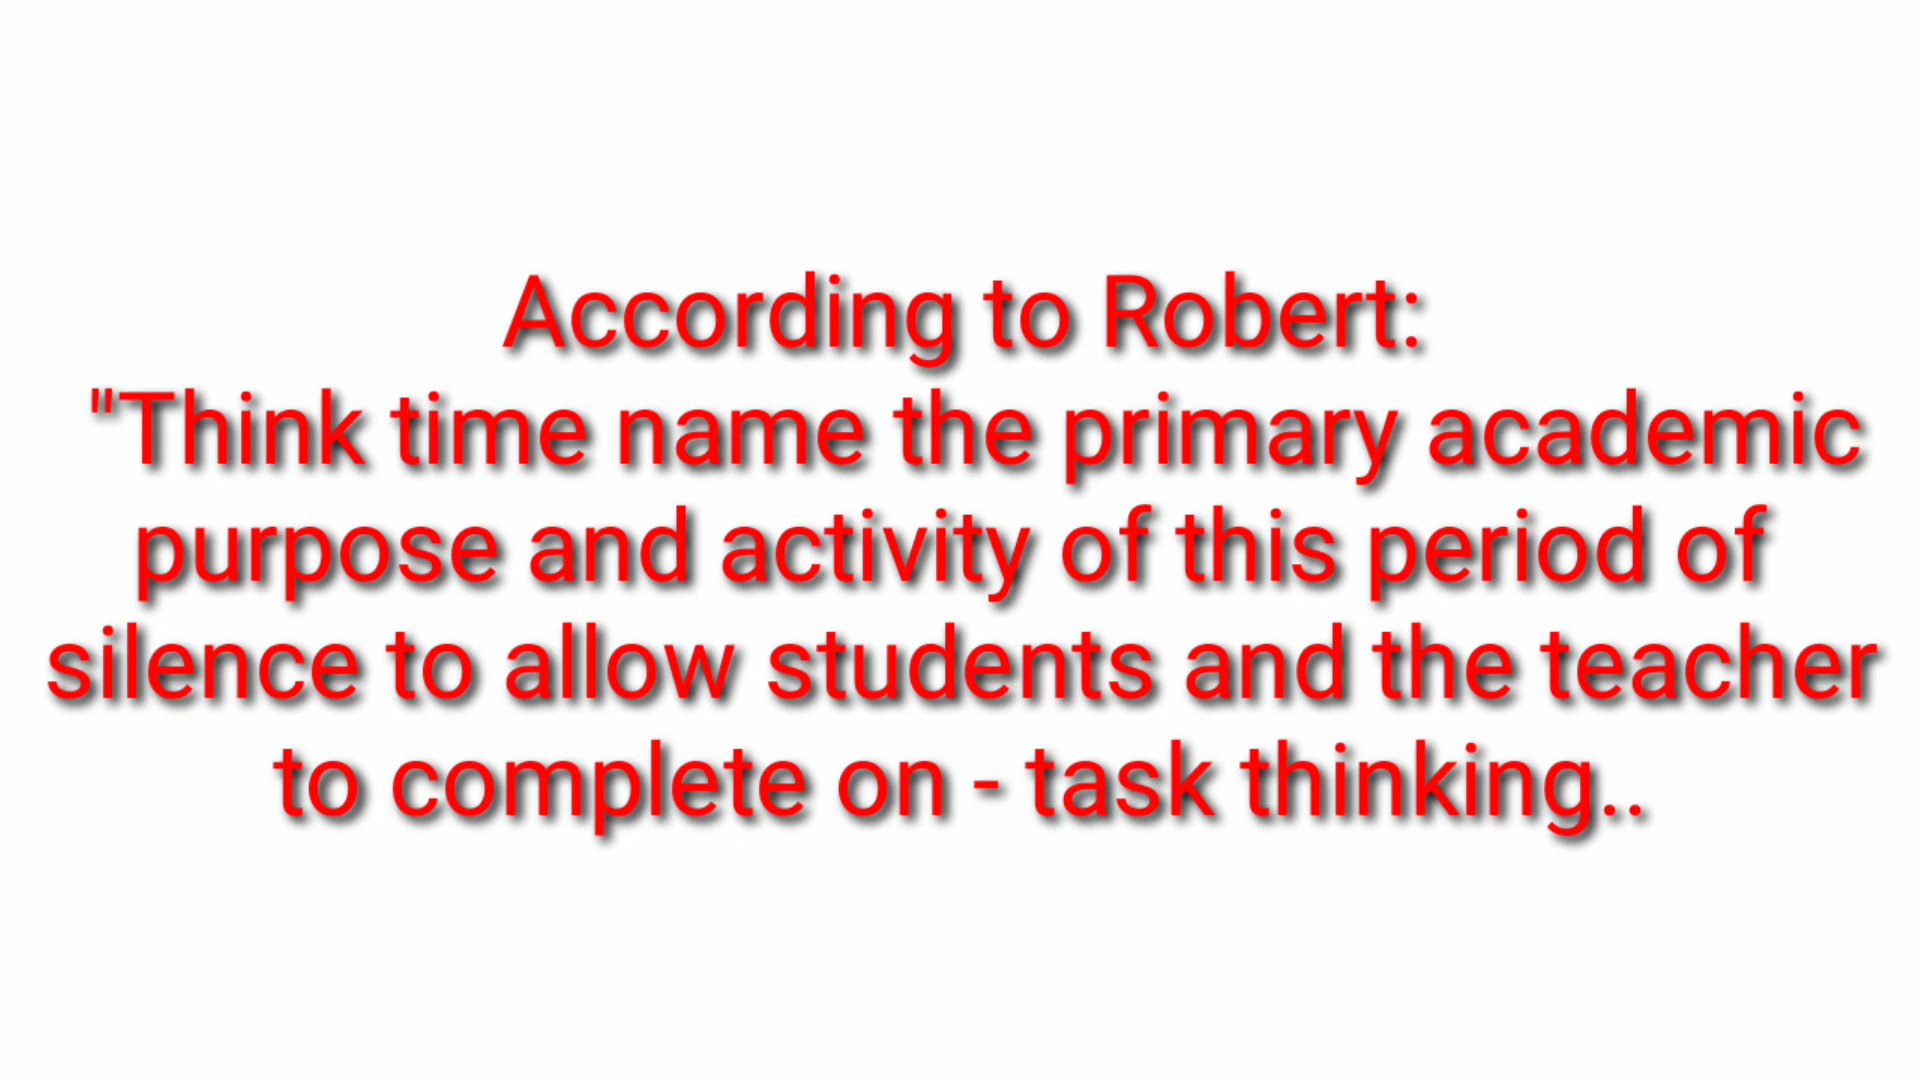 According to Robert:
"Think time name the primary academic
purpose and activity of this period of
silence to allow students and the teacher
to complete on - task thinking..